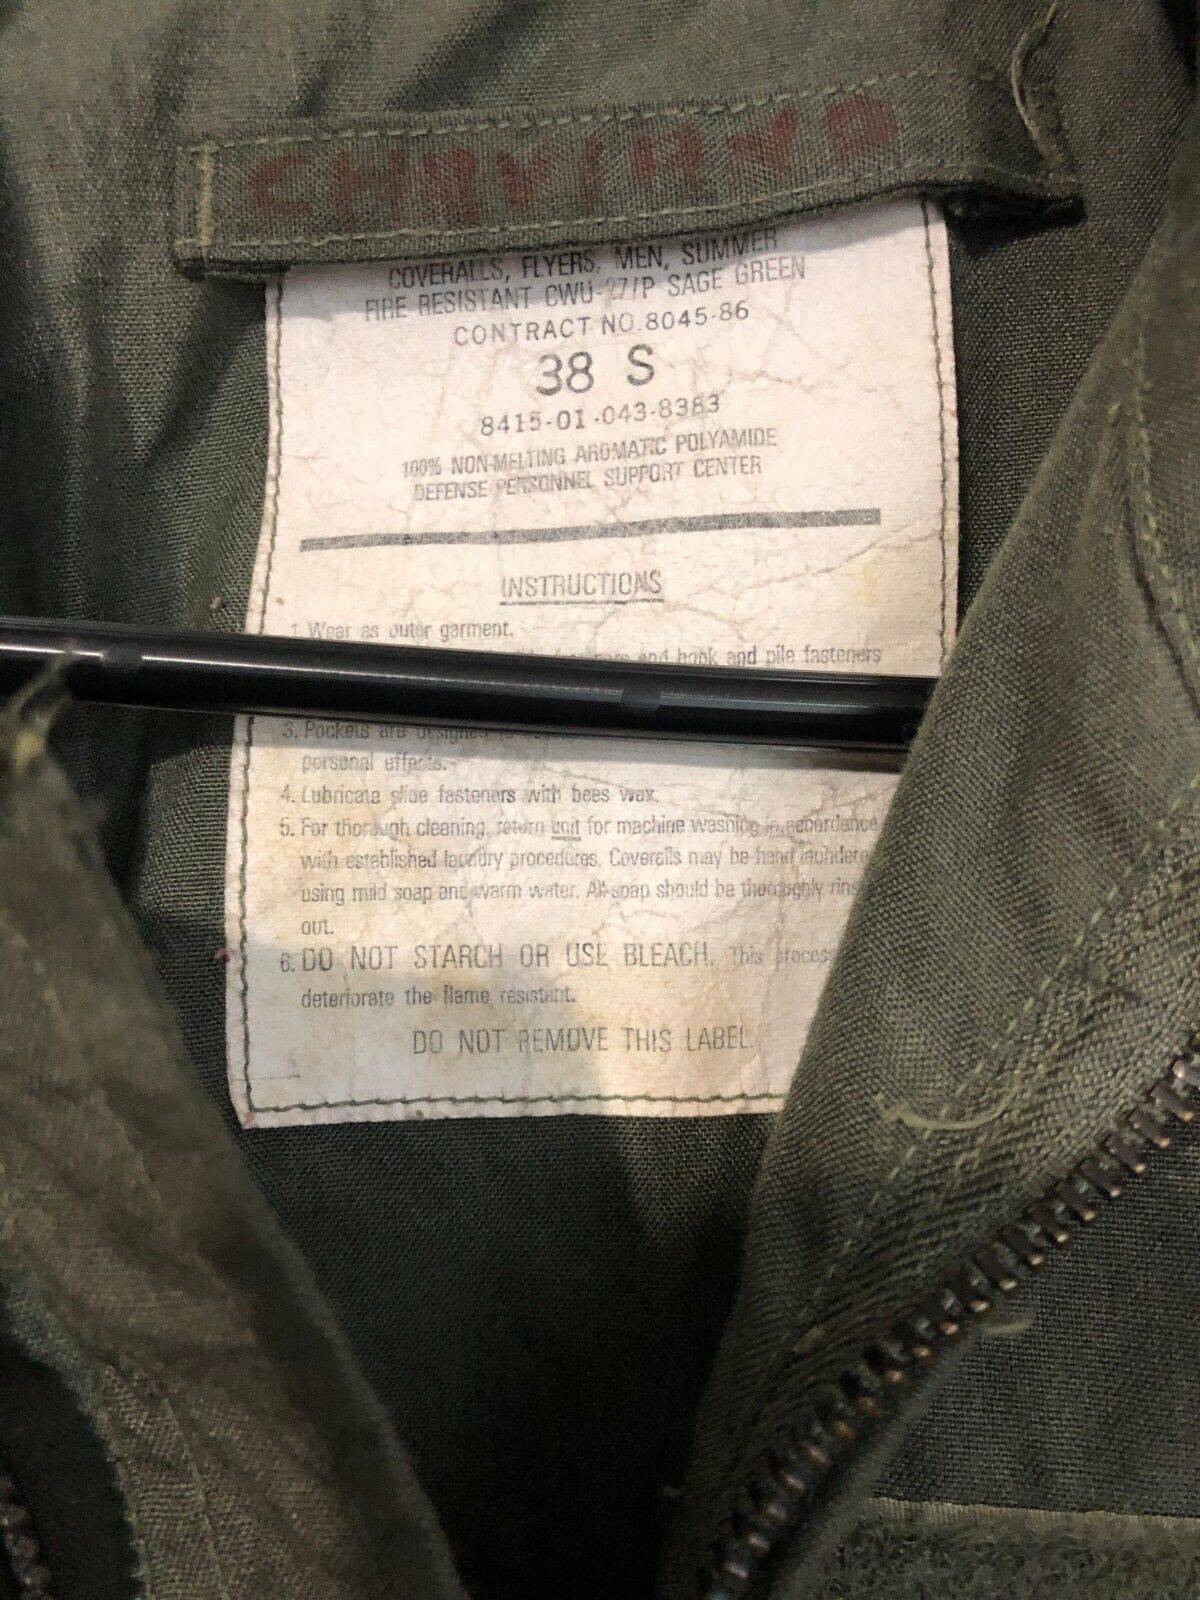 COVERALLS, FLYERS, MEN, SUMMER
FIRE RESISTANT CWU-27/P SAGE GREEN
CONTRACT NO. 8045-86
38 S
8415-01-043-8383
100% NON-MELTING AROMATIC POLYAMIDE
DEFENSE PERSONNEL SUPPORT CENTER
INSTRUCTIONS
1. Wear as outer garment.
and hook and pile fasteners
3. Pockets are designed
personal effects.
4. Lubricate slide fasteners with bees wax.
5. For thorough cleaning, return unit for machine washing in accordance
with established laundry procedures. Coveralls may be hand laundere
using mild soap and warm water. All soap should be thoroughly rins
out.
6. DO NOT STARCH OR USE BLEACH. This process
deteriorate the flame resistant.
DO NOT REMOVE THIS LABEL.